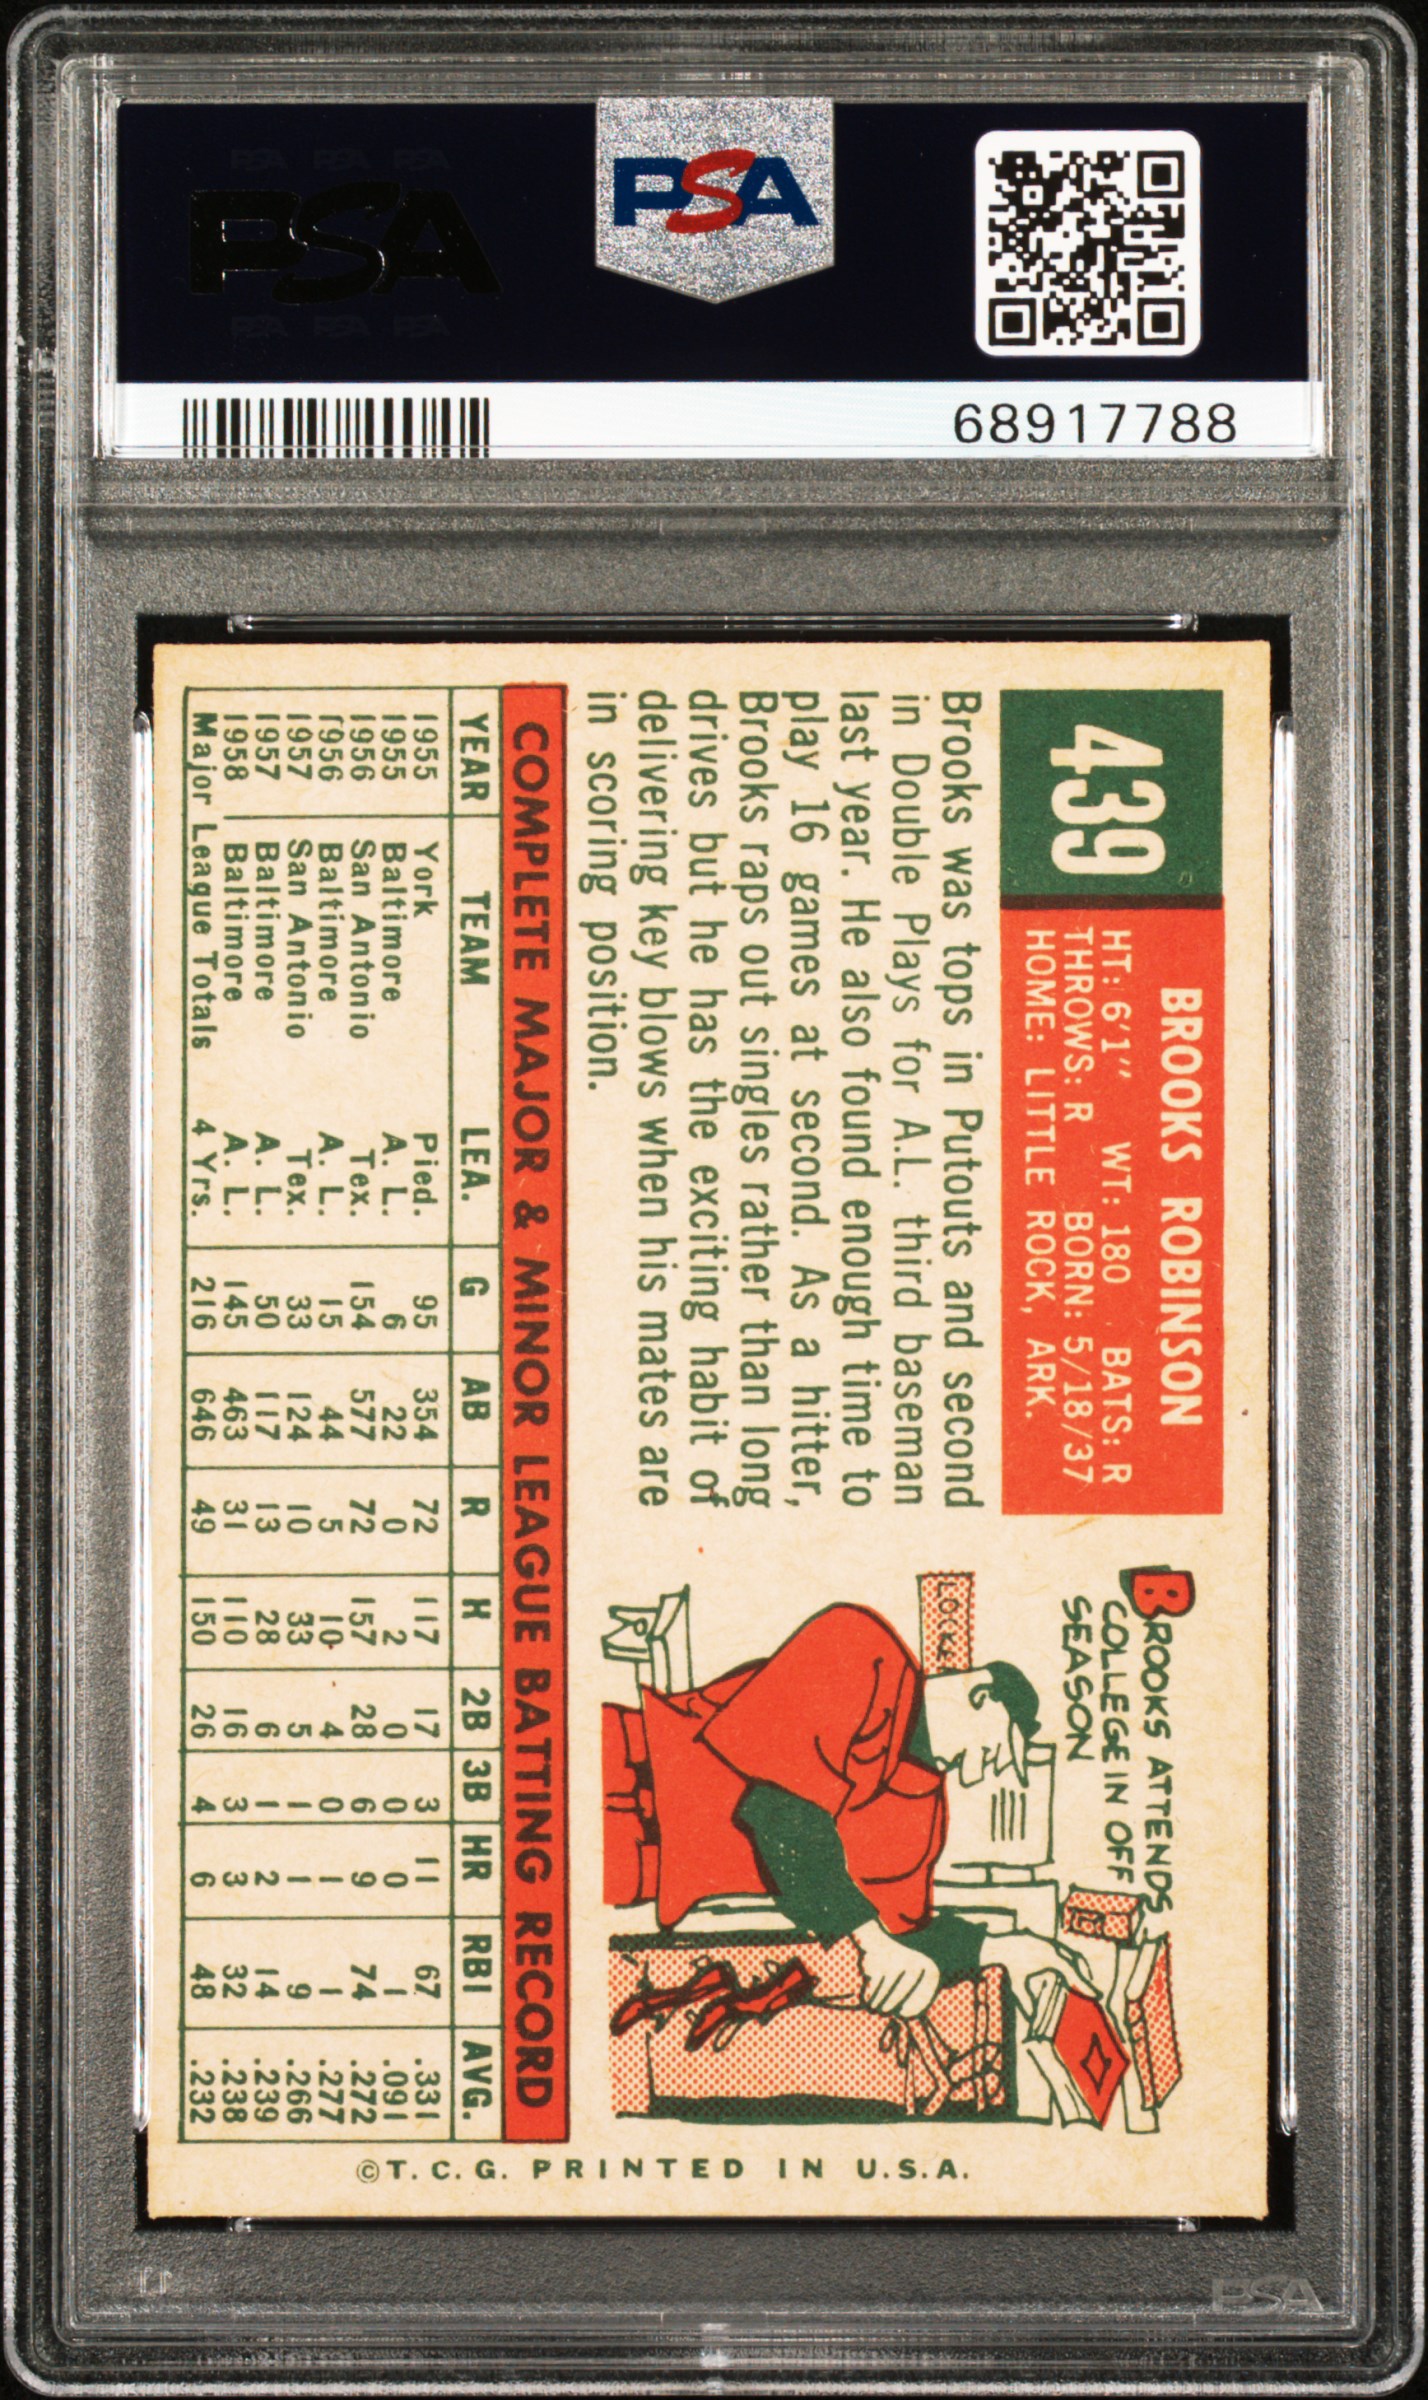 PSA
PSA PSA PSA
PSA
PSA PSA PSA
68917788
439
BROOKS ROBINSON
HT: 6'1" WT: 180 BATS: R
THROWS: R BORN: 5/18/37
HOME: LITTLE ROCK, ARK.
Brooks was tops in Putouts and second
in Double Plays for A.L. third baseman
last year. He also found enough time to
play 16 games at second. As a hitter,
Brooks raps out singles rather than long
drives but he has the exciting habit of
delivering key blows when his mates are
in scoring position.
BROOKS ATTENDS
COLLEGE IN OFF
SEASON
LOCKE
COMPLETE MAJOR & MINOR LEAGUE BATTING RECORD
YEAR TEAM LEA. G AB R H 2B 3B HR RBI AVG.
1955 York Pied. 95 354 72 117 17 3 11 67 .331
1955 Baltimore A. L. 6 22 0 2 0 0 0 1 .091
1956 San Antonio Tex. 154 577 72 157 28 6 9 74 .272
1956 Baltimore A. L. 15 44 5 10 4 0 1 1 .277
1957 San Antonio Tex. 33 124 10 33 5 1 1 9 .266
1957 Baltimore A. L. 50 117 13 28 6 1 2 14 .239
1958 Baltimore A. L. 145 463 31 110 16 3 3 32 .238
Major League Totals 4 Yrs. 216 646 49 150 26 4 6 48 .232
©T. C. G. PRINTED IN U.S.A.
PSA